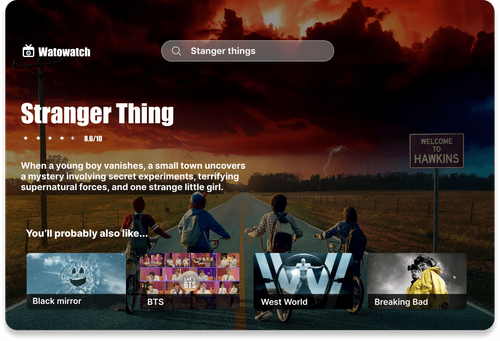 Watowatch
Stanger things
Stranger Thing
8.6/10
WELCOME
TO
HAWKINS
When a young boy vanishes, a small town uncovers
a mystery involving secret experiments, terrifying
supernatural forces, and one strange little girl.
You'll probably also like...
Black mirror
BTS
BTS
West World
Breaking Bad